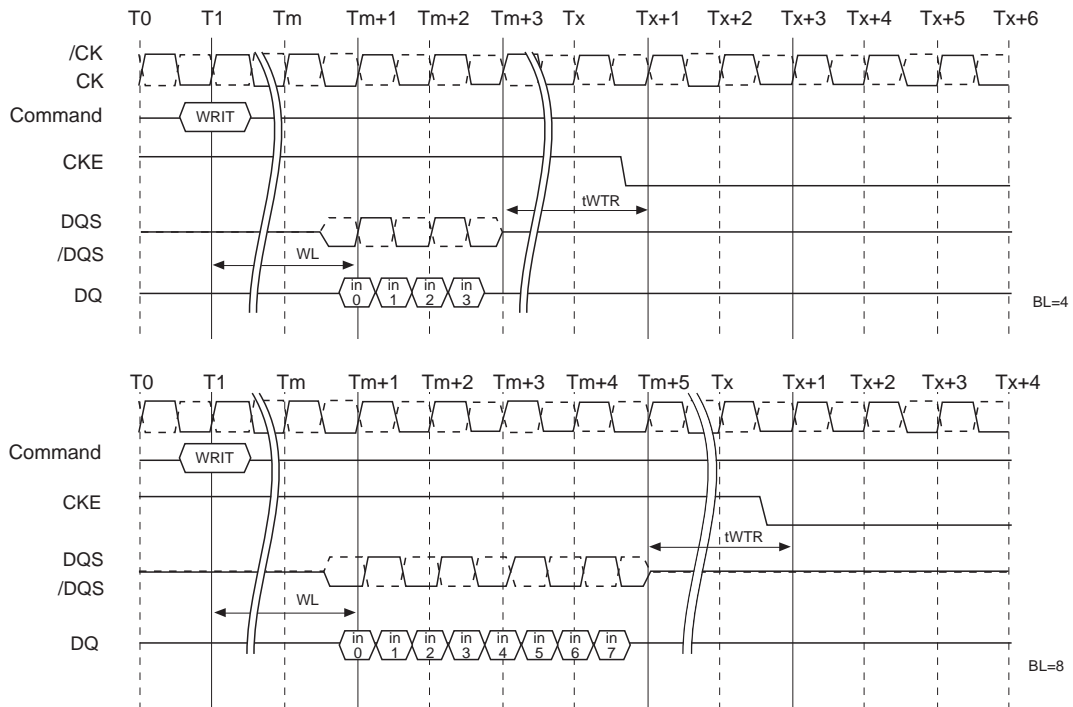 T0 T1 Tm Tm+1 Tm+2 Tm+3 Tx Tx+1 Tx+2 Tx+3 Tx+4 Tx+5 Tx+6
/CK
CK
Command WRIT
CKE
tWTR
DQS
/DQS
WL
DQ in 0 in 1 in 2 in 3
BL=4
T0 T1 Tm Tm+1 Tm+2 Tm+3 Tm+4 Tm+5 Tx Tx+1 Tx+2 Tx+3 Tx+4
Command WRIT
CKE
tWTR
DQS
/DQS
WL
DQ in 0 in 1 in 2 in 3 in 4 in 5 in 6 in 7
BL=8